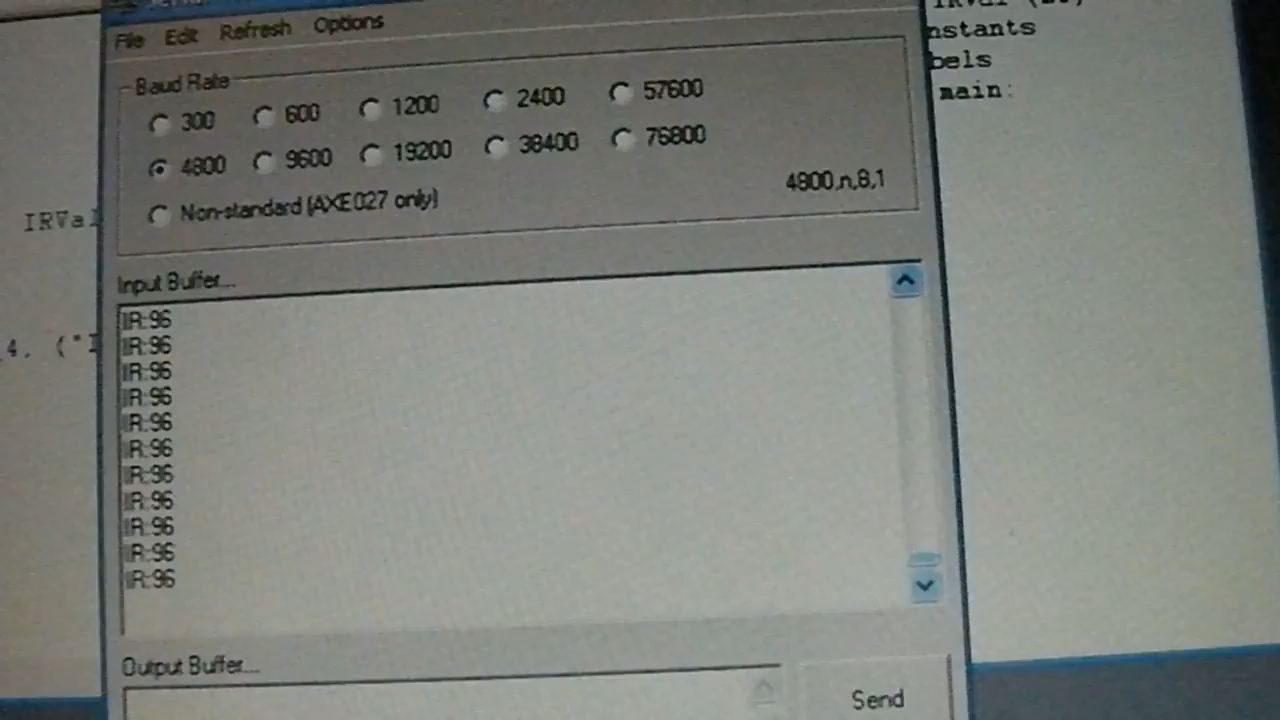 File Edit Refresh Options
nstants
Baud Rate
bels
300 600 1200 2400 57600
main:
4800 9600 19200 38400 76800
4800,n,8,1
Non-standard (AXE027 only)
IRVal
Input Buffer...
IR:96
IR:96
4, ("I
IR:96
IR:96
IR:96
IR:96
IR:96
IR:96
IR:96
IR:96
IR:96
Output Buffer...
Send